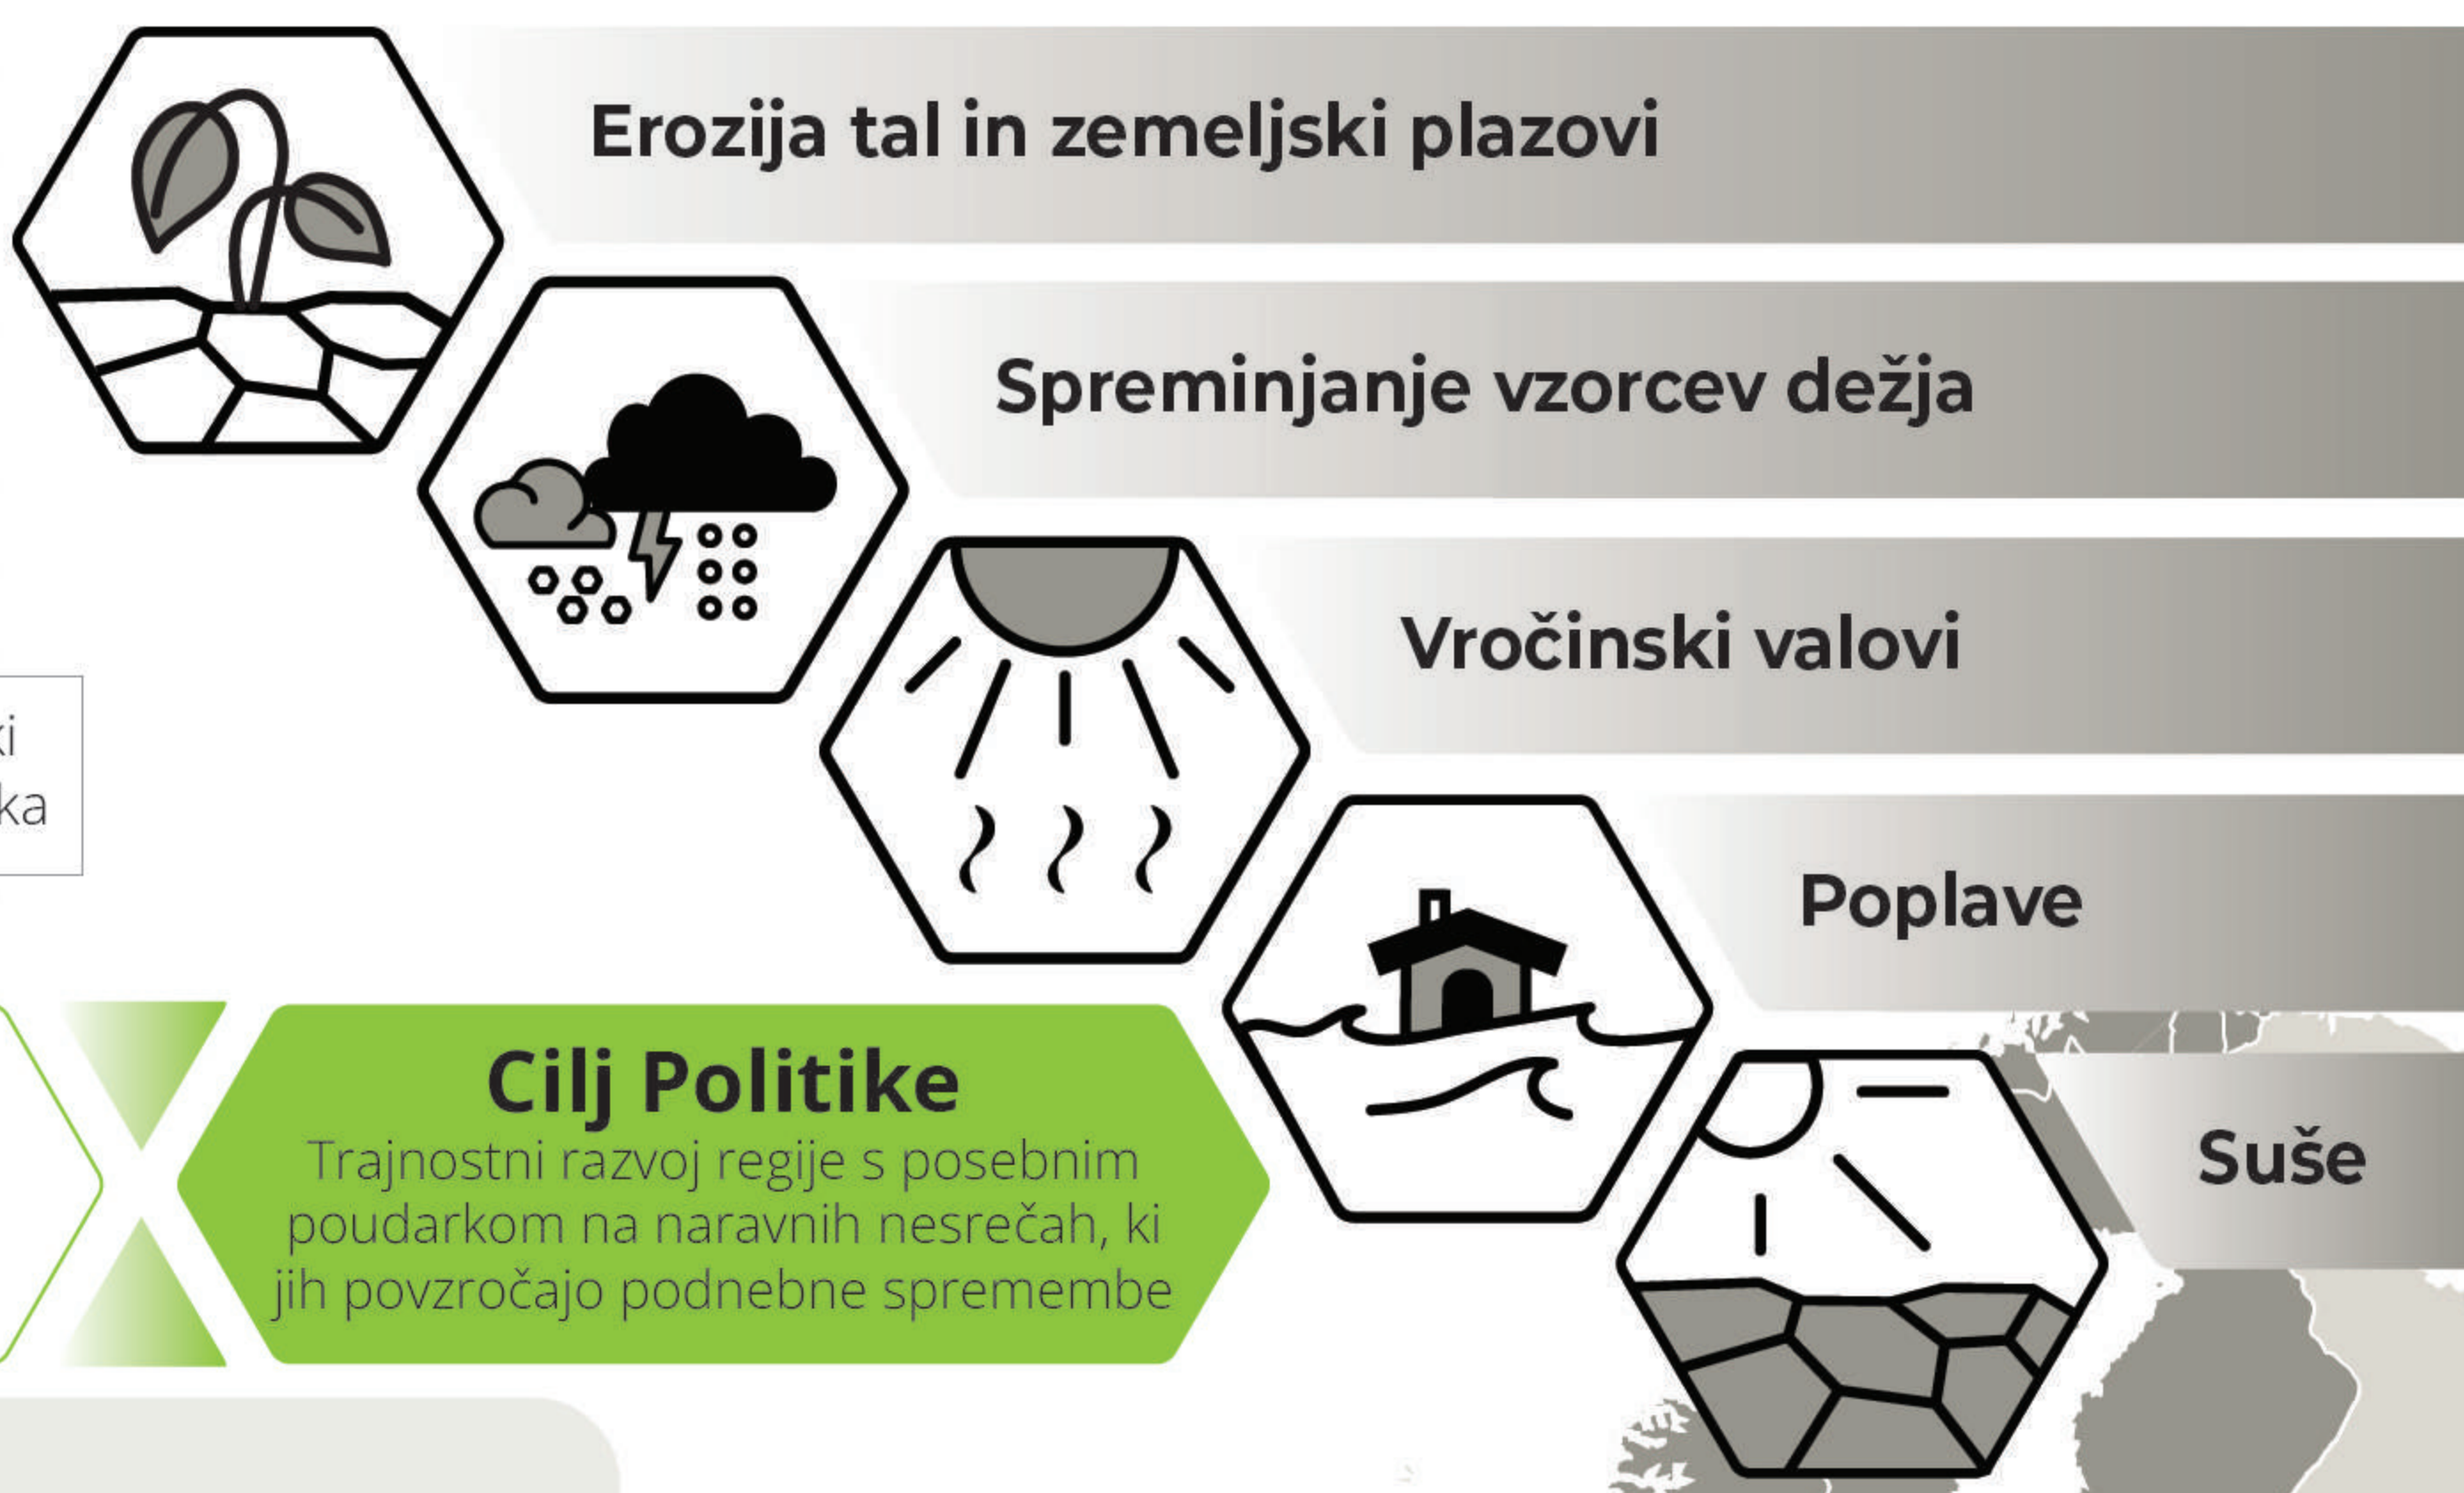 Erozija tal in zemeljski plazovi
Spreminjanje vzorcev dežja
Vročinski valovi
Poplave
Suše
Cilj Politike
Trajnostni razvoj regije s posebnim
poudarkom na naravnih nesrečah, ki
jih povzročajo podnebne spremembe